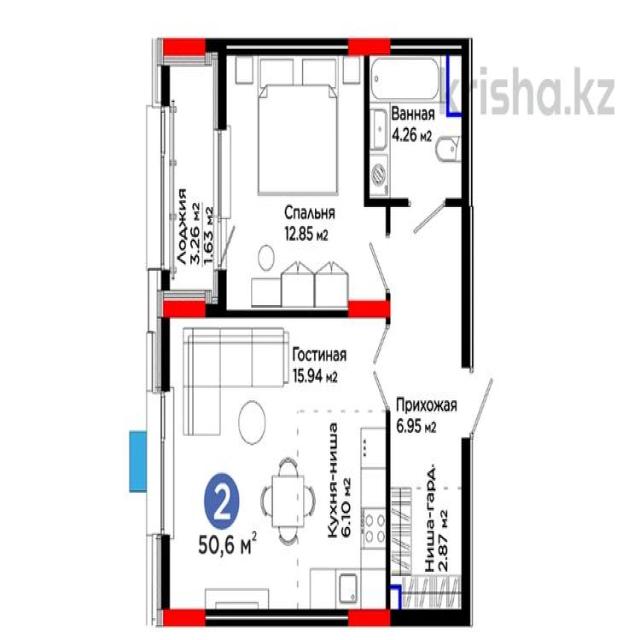 krisha.kz
Ванная
4.26 м2
Лоджия
3.26 м2
1.63 м2
Спальня
12.85 м2
Гостиная
15.94 м2
Прихожая
6.95 м2
Кухня-ниша
6.10 м2
Ниша-гард.
2.87 м2
2
50,6 м2